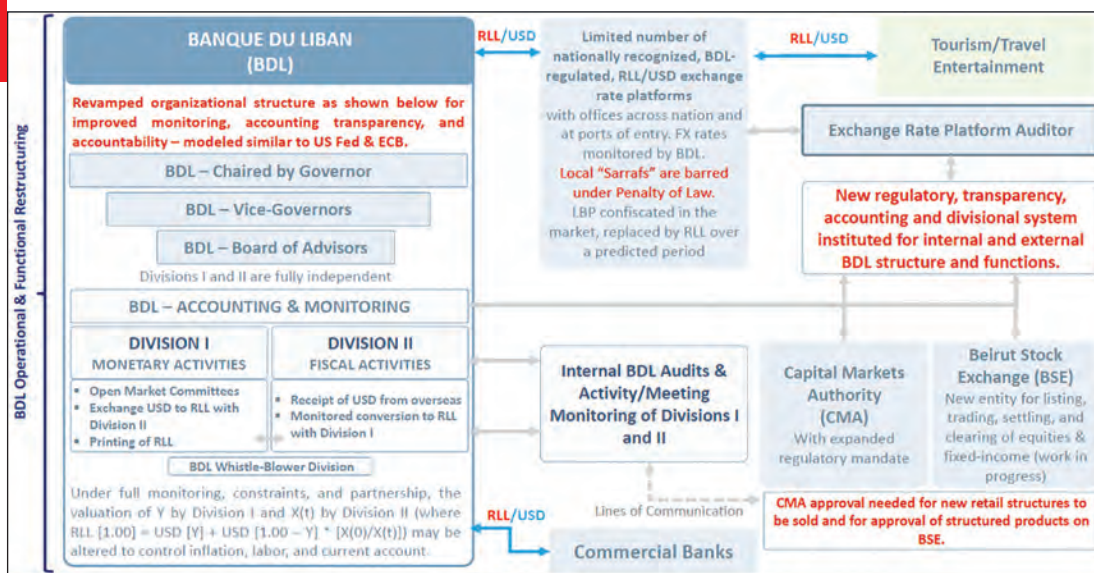 BDL Operational & Functional Restructuring
BANQUE DU LIBAN
(BDL)
Revamped organizational structure as shown below for
improved monitoring, accounting transparency, and
accountability – modeled similar to US Fed & ECB.
BDL – Chaired by Governor
BDL – Vice-Governors
BDL – Board of Advisors
Divisions I and II are fully independent
BDL – ACCOUNTING & MONITORING
DIVISION I
MONETARY ACTIVITIES
▪ Open Market Committees
▪ Exchange USD to RLL with
Division II
▪ Printing of RLL
DIVISION II
FISCAL ACTIVITIES
▪ Receipt of USD from overseas
▪ Monitored conversion to RLL
with Division I
BDL Whistle-Blower Division
Under full monitoring, constraints, and partnership, the
valuation of Y by Division I and X(t) by Division II (where
RLL [1.00] = USD [Y] + USD [1.00 – Y] * [X(0)/X(t)]) may be
altered to control inflation, labor, and current account.
RLL/USD
Limited number of
nationally recognized, BDL-
regulated, RLL/USD exchange
rate platforms
with offices across nation and
at ports of entry. FX rates
monitored by BDL.
Local “Sarrafs” are barred
under Penalty of Law.
LBP confiscated in the
market, replaced by RLL over
a predicted period
RLL/USD
Tourism/Travel
Entertainment
Exchange Rate Platform Auditor
New regulatory, transparency,
accounting and divisional system
instituted for internal and external
BDL structure and functions.
Internal BDL Audits &
Activity/Meeting
Monitoring of Divisions I
and II
Capital Markets
Authority
(CMA)
With expanded
regulatory mandate
Beirut Stock
Exchange (BSE)
New entity for listing,
trading, settling, and
clearing of equities &
fixed-income (work in
progress)
Lines of Communication
CMA approval needed for new retail structures to
be sold and for approval of structured products on
BSE.
RLL/USD
Commercial Banks